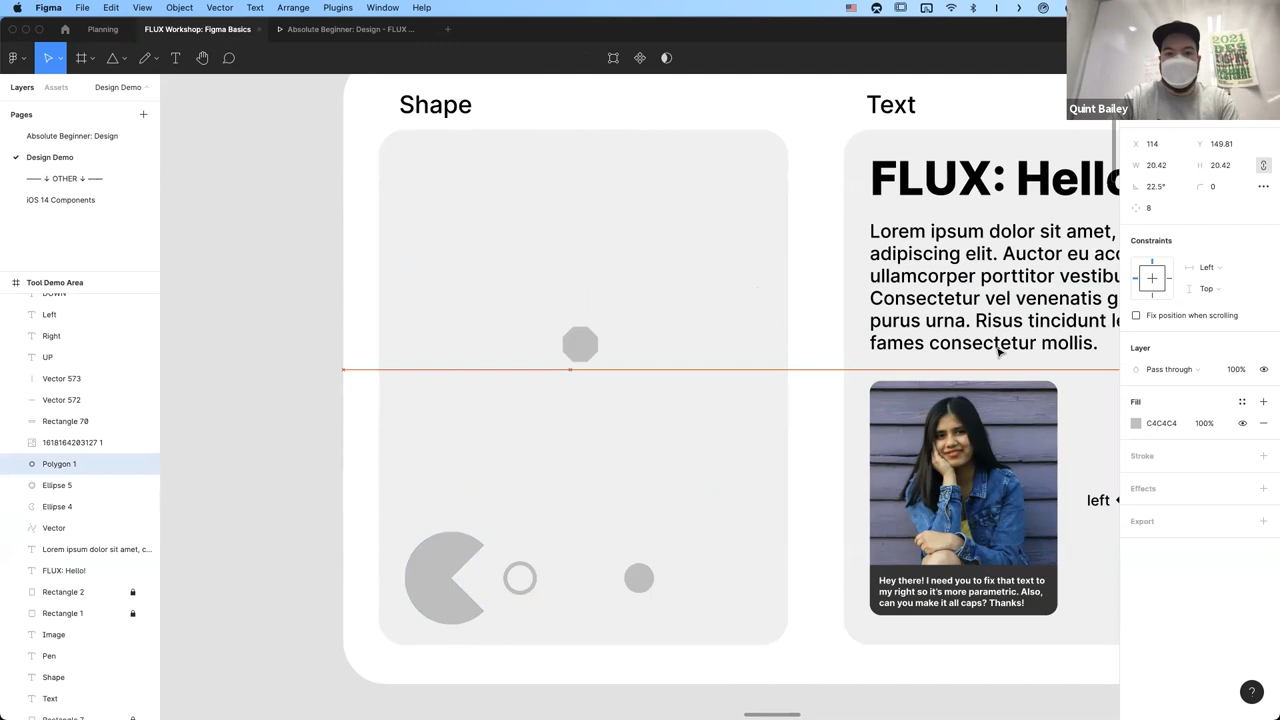 Figma File Edit View Object Text Arrange Plugins Window Help
Planning
FLUX Workshop: Figma Basics
Absolute Beginner: Design - FLUX ...
Layers Assets Design Demo
Pages
Absolute Beginner: Design
Design Demo
—— ↓ OTHER ↓ ——
iOS 14 Components
Tool Demo Area
DOWN
Left
Right
UP
Vector 573
Vector 572
Rectangle 70
1618164203127 1
Polygon 1
Ellipse 5
Ellipse 4
Vector
Lorem ipsum dolor sit amet, c...
FLUX: Hello!
Rectangle 2
Rectangle 1
Image
Pen
Shape
Text
Rectangle 7
Shape
Text
FLUX: Hello
Lorem ipsum dolor sit amet,
adipiscing elit. Auctor eu acc
ullamcorper porttitor vestibu
Consectetur vel venenatis g
purus urna. Risus tincidunt le
fames consectetur mollis.
left
Hey there! I need you to fix that text to
my right so it's more parametric. Also,
can you make it all caps? Thanks!
2021
Quint Bailey
X 114 Y 149.81
W 20.42 H 20.42
22.5° 0
8
Constraints
Left
Top
Fix position when scrolling
Layer
Pass through 100%
Fill
C4C4C4 100%
Stroke
Effects
Export
?